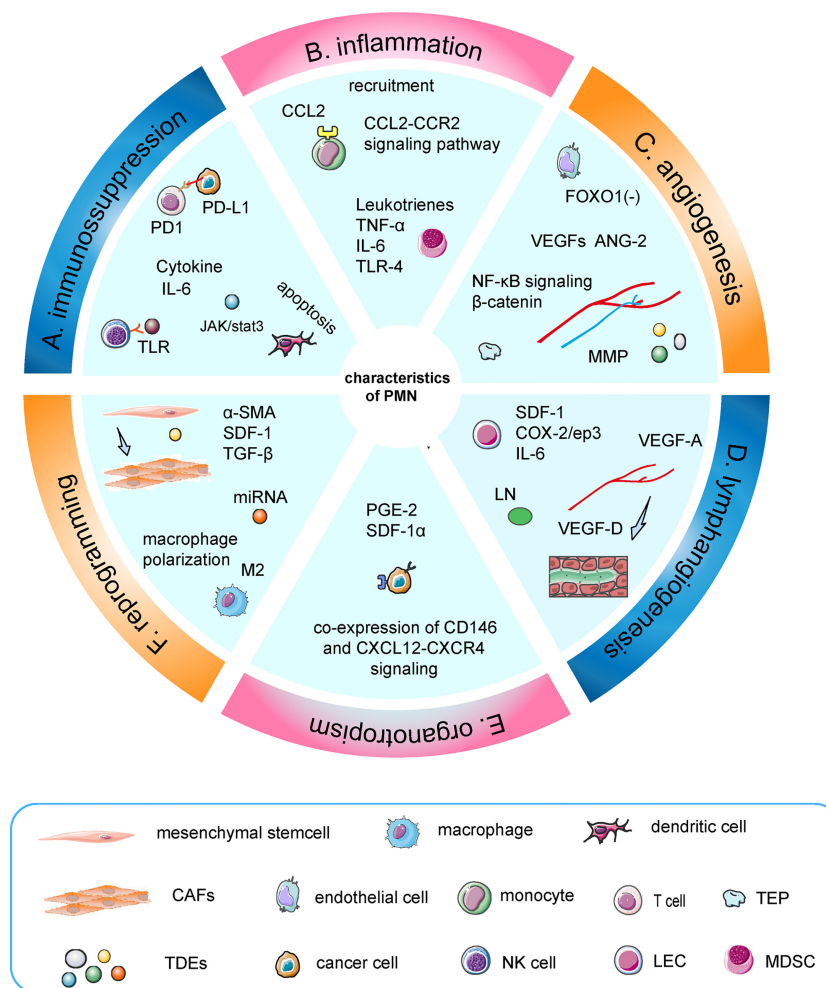 B. inflammation
recruitment
CCL2
CCL2-CCR2
signaling pathway
Leukotrienes
TNF-α
IL-6
TLR-4
A. immunossuppression
PD1
PD-L1
Cytokine
IL-6
JAK/stat3
TLR
apoptosis
C. angiogenesis
FOXO1(-)
VEGFs ANG-2
NF-κB signaling
β-catenin
MMP
characteristics
of PMN
D. lymphangiogenesis
SDF-1
COX-2/ep3
IL-6
VEGF-A
LN
VEGF-D
E. organotropism
PGE-2
SDF-1α
co-expression of CD146
and CXCL12-CXCR4
signaling
F. reprogramming
α-SMA
SDF-1
TGF-β
miRNA
macrophage
polarization
M2
mesenchymal stemcell
macrophage
dendritic cell
CAFs
endothelial cell
monocyte
T cell
TEP
TDEs
cancer cell
NK cell
LEC
MDSC